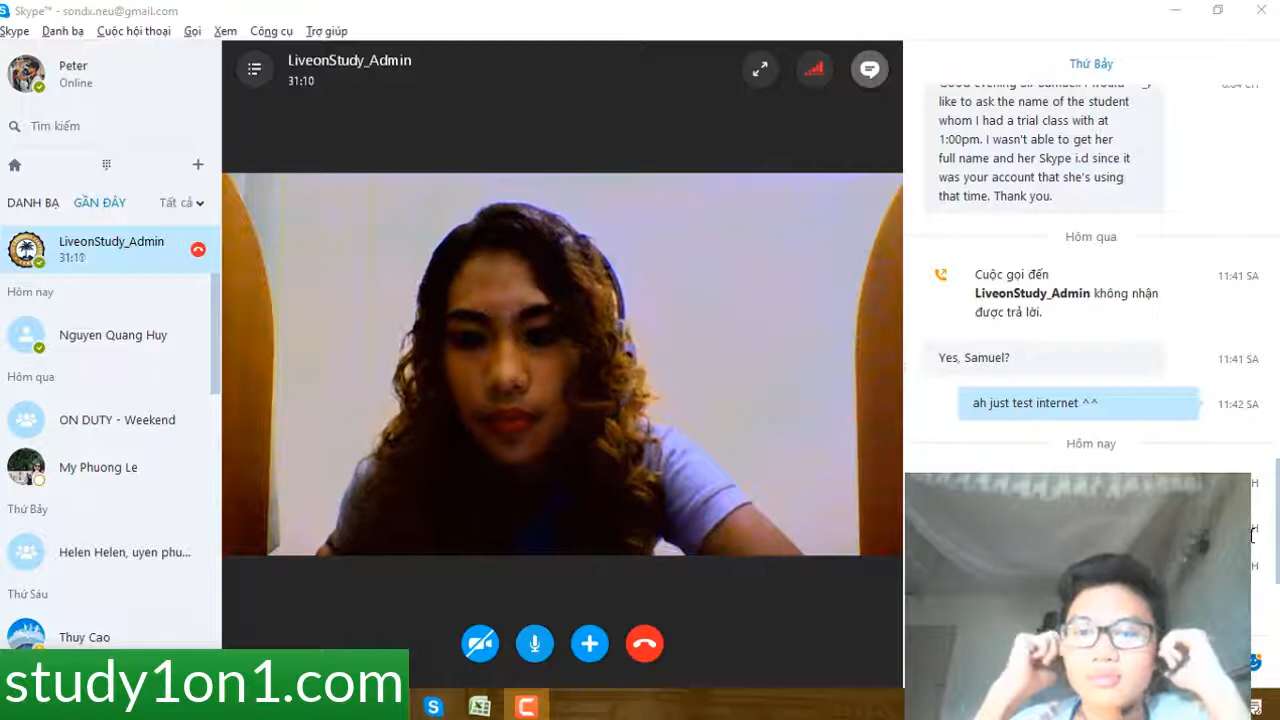 Skype™ - sondx.neu@gmail.com
Skype Danh bạ Cuộc hội thoại Gọi Xem Công cụ Trợ giúp
Peter
Online
Tìm kiếm
DANH BẠ GẦN ĐÂY Tất cả
LiveonStudy_Admin
Hôm nay
Nguyen Quang Huy
Hôm qua
ON DUTY - Weekend
My Phuong Le
Thứ Bảy
Helen Helen, uyen phu...
Thứ Sáu
Thuy Cao
study1on1.com
LiveonStudy_Admin
31:10
Thứ Bảy
like to ask the name of the student
whom I had a trial class with at
1:00pm. I wasn't able to get her
full name and her Skype i.d since it
was your account that she's using
that time. Thank you.
Hôm qua
Cuộc gọi đến 11:41 SA
LiveonStudy_Admin không nhận
được trả lời.
Yes, Samuel? 11:41 SA
ah just test internet ^^ 11:42 SA
Hôm nay